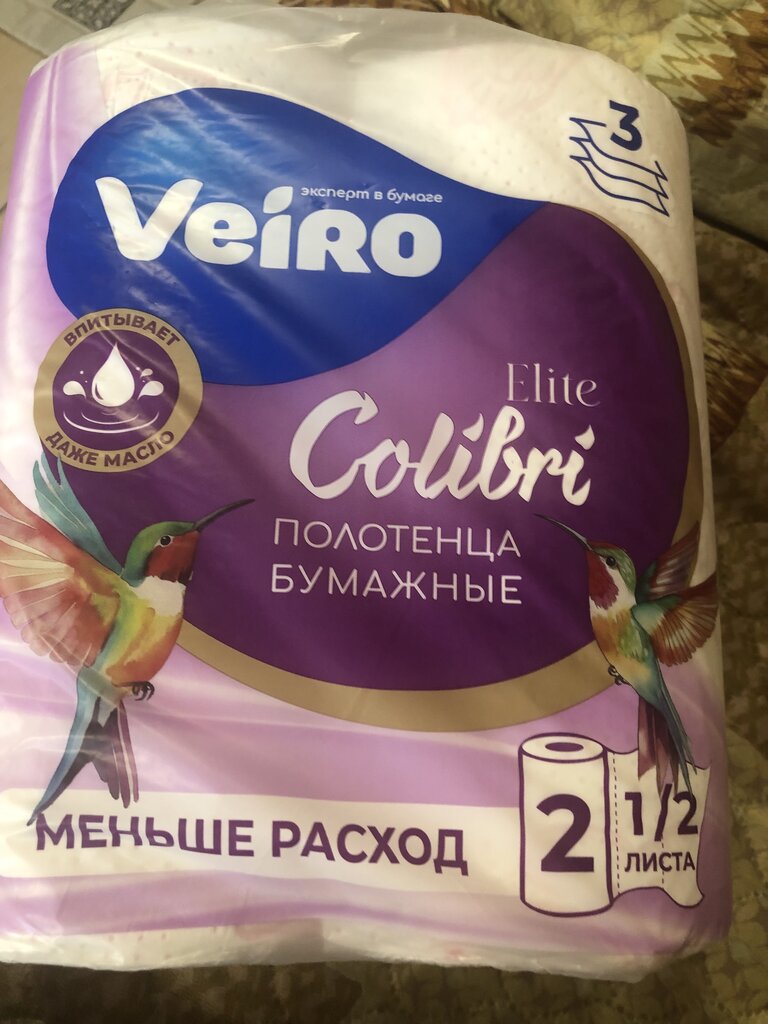 3
эксперт в бумаге
Veiro
ВПИТЫВАЕТ
ДАЖЕ МАСЛО
Elite
Colibri
ПОЛОТЕНЦА
БУМАЖНЫЕ
МЕНЬШЕ РАСХОД
2
1/2
ЛИСТА